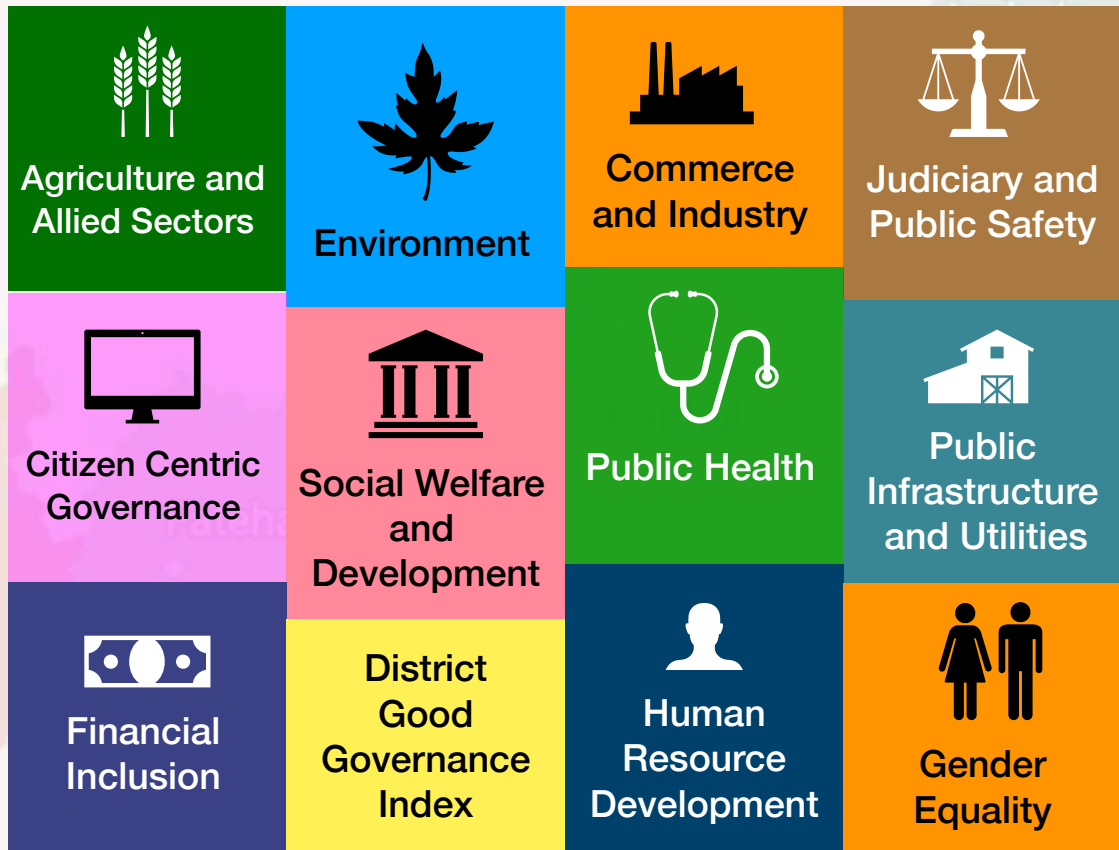 Agriculture and
Allied Sectors
Environment
Commerce
and Industry
Judiciary and
Public Safety
Citizen Centric
Governance
Social Welfare
and
Development
Public Health
Public
Infrastructure
and Utilities
Financial
Inclusion
District
Good
Governance
Index
Human
Resource
Development
Gender
Equality